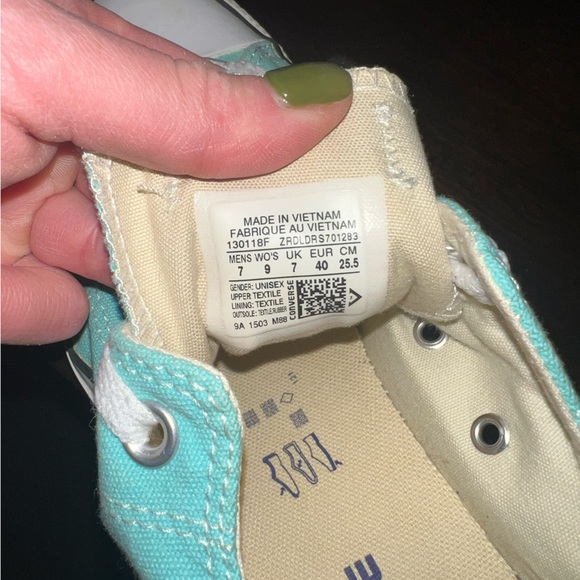 MADE IN VIETNAM
FABRIQUE AU VIETNAM
130118F ZRDLDRS701283
MENS WO'S UK EUR CM
7 9 7 40 25.5
GENDER: UNISEX
UPPER: TEXTILE
LINING: TEXTILE
OUTSOLE: TEXTILE RUBBER
9A 1503 M88
CONVERSE